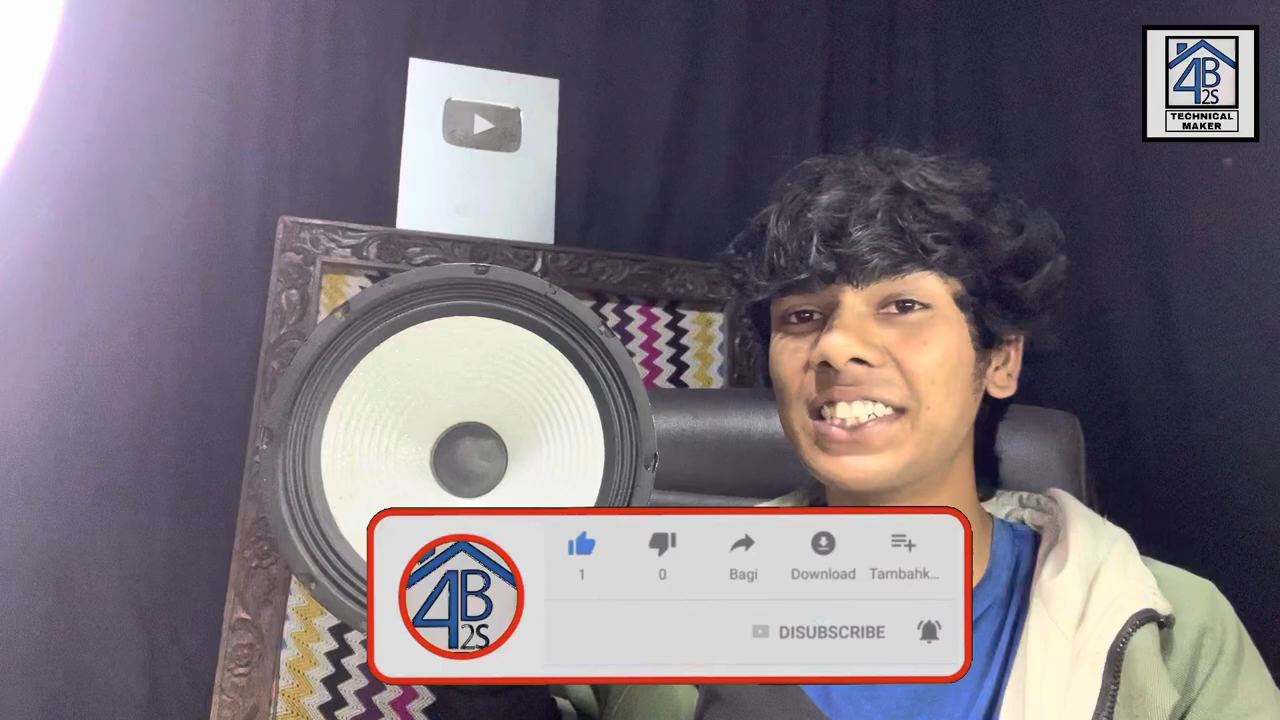 4B
2S
TECHNICAL
MAKER
4B
2S
1
0
Bagi
Download
Tambahk...
DISUBSCRIBE